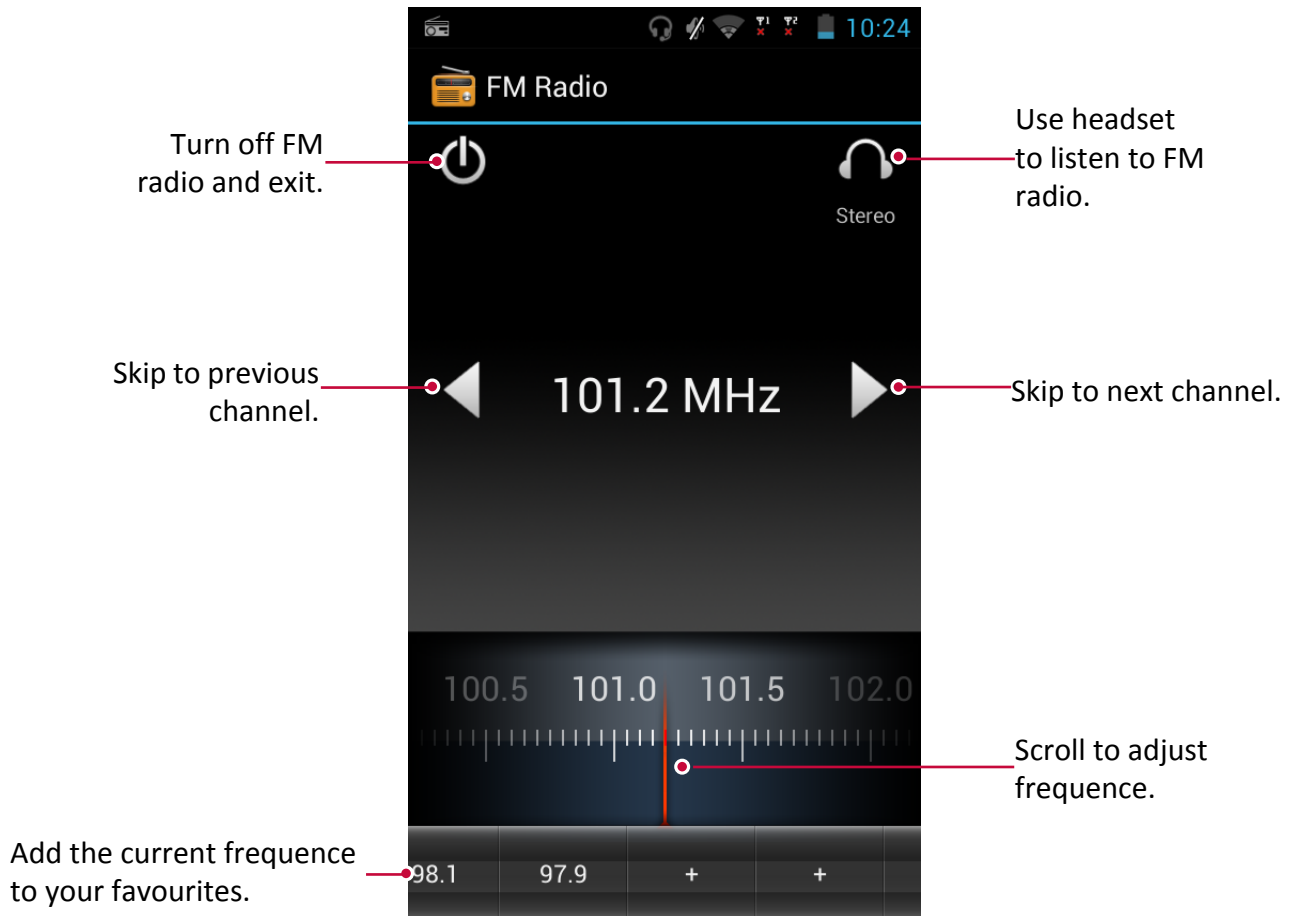 10:24
FM Radio
Turn off FM
radio and exit.
Use headset
to listen to FM
radio.
Stereo
Skip to previous
channel.
101.2 MHz
Skip to next channel.
100.5 101.0 101.5 102.0
Scroll to adjust
frequence.
Add the current frequence
to your favourites.
98.1 97.9 + +